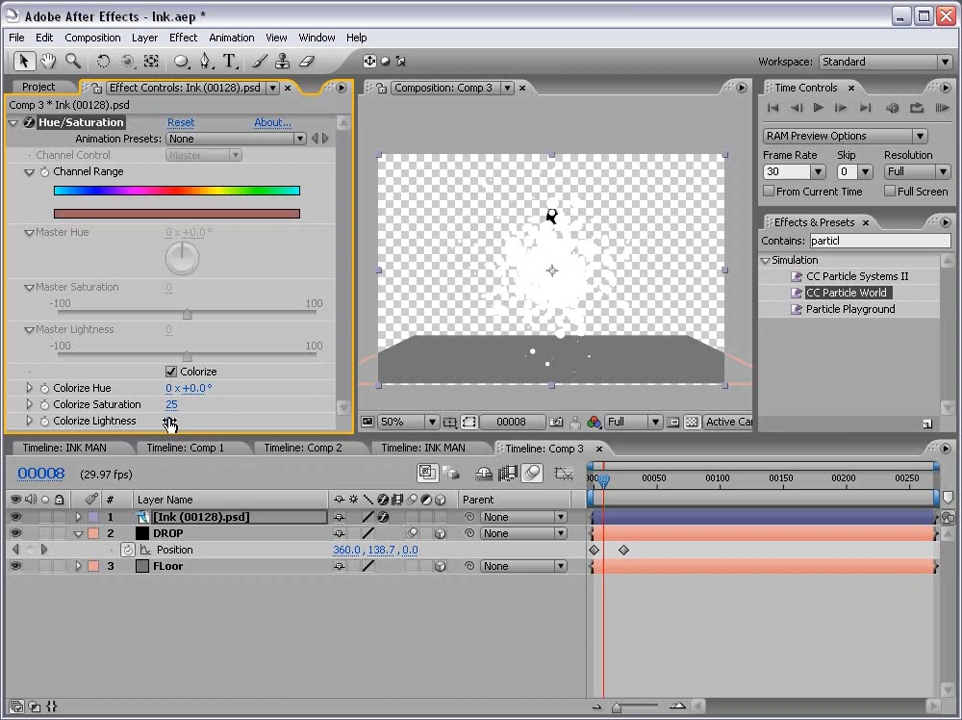 Adobe After Effects - Ink.aep *
File Edit Composition Layer Effect Animation View Window Help
Workspace: Standard
Project Effect Controls: Ink (00128).psd
Comp 3 * Ink (00128).psd
Hue/Saturation Reset About...
Animation Presets: None
Channel Control Master
Channel Range
Master Hue 0 x +0.0°
Master Saturation 0
-100 100
Master Lightness 0
-100 100
Colorize
Colorize Hue 0 x +0.0°
Colorize Saturation 25
Colorize Lightness
Composition: Comp 3
50% 00008 Full Active Car
Time Controls
RAM Preview Options
Frame Rate Skip Resolution
30 0 Full
From Current Time Full Screen
Effects & Presets
Contains: particl
Simulation
CC Particle Systems II
CC Particle World
Particle Playground
Timeline: INK MAN Timeline: Comp 1 Timeline: Comp 2 Timeline: INK MAN Timeline: Comp 3
00008 (29.97 fps)
00050 00100 00150 00200 00250
# Layer Name Parent
1 [Ink (00128).psd] None
2 DROP None
Position 360.0, 138.7, 0.0
3 FLoor None